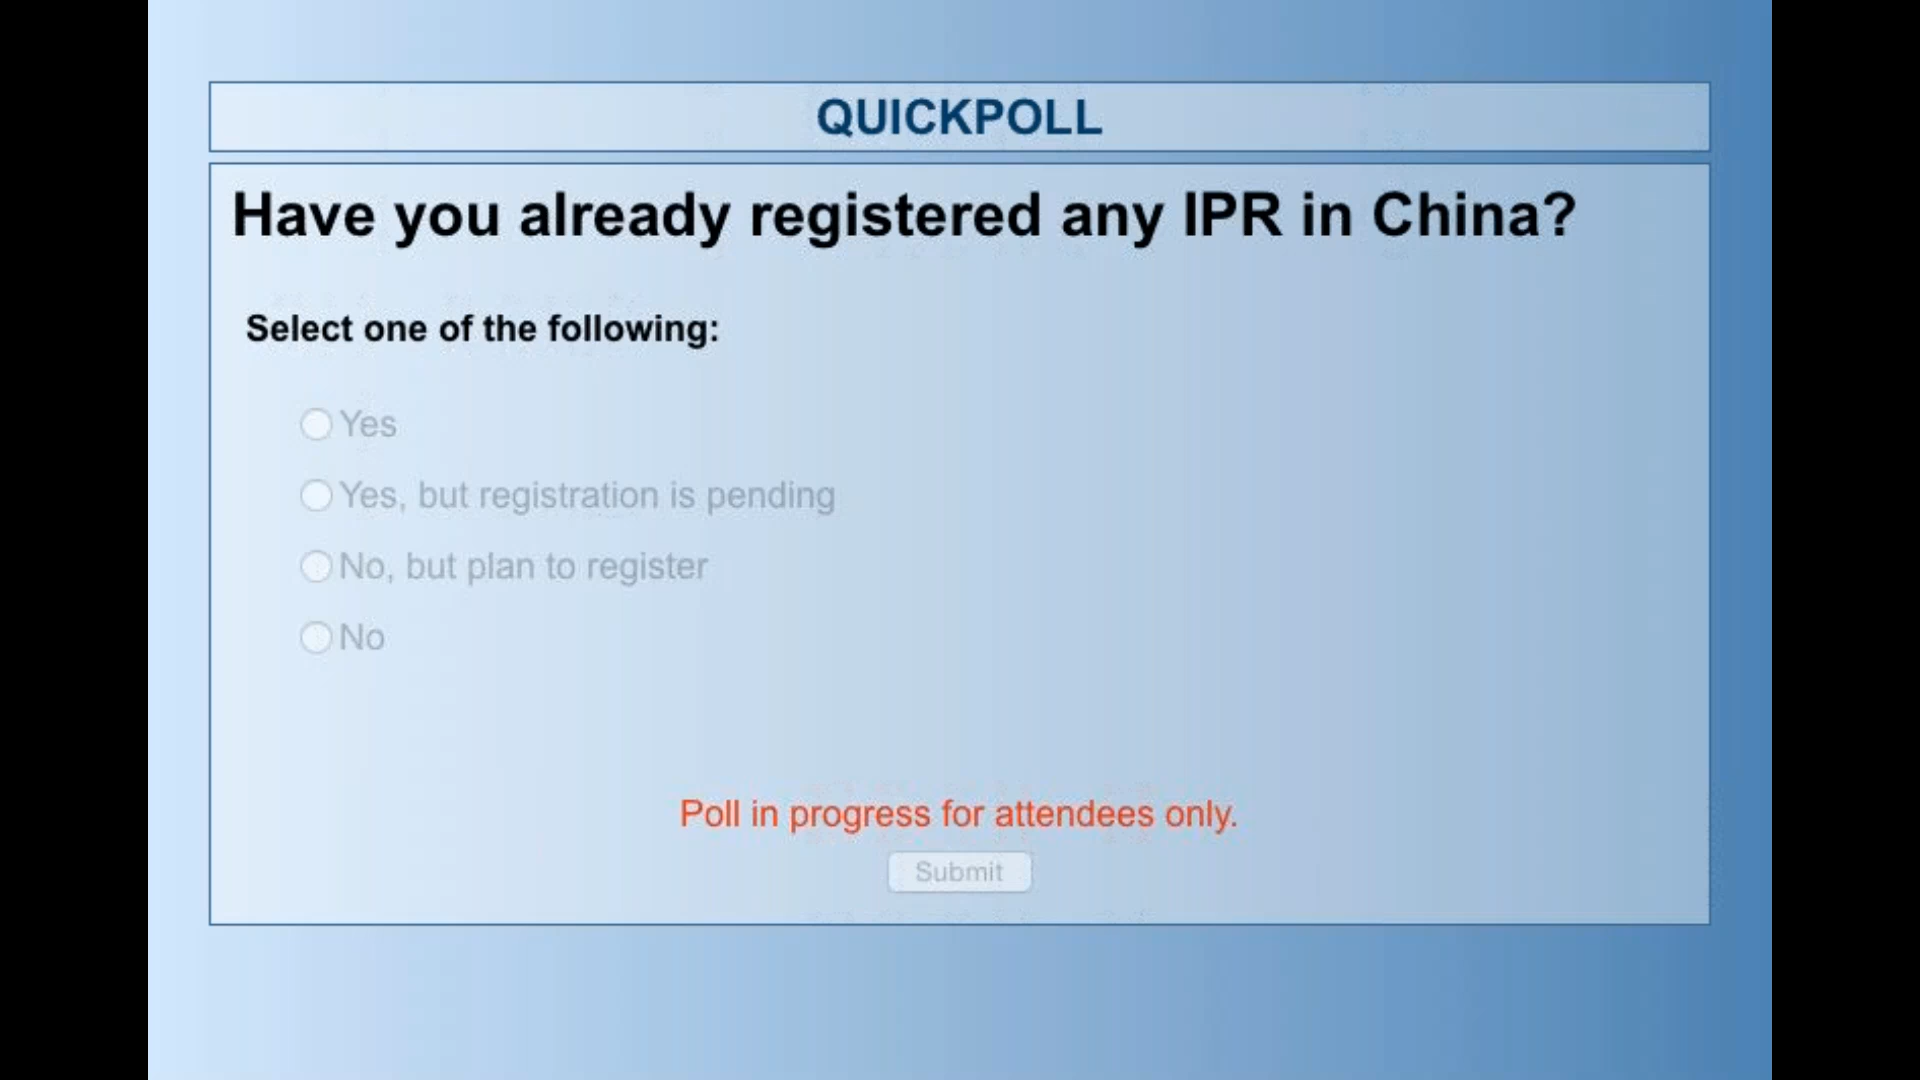 QUICKPOLL
Have you already registered any IPR in China?
Select one of the following:
Yes
Yes, but registration is pending
No, but plan to register
No
Poll in progress for attendees only.
Submit